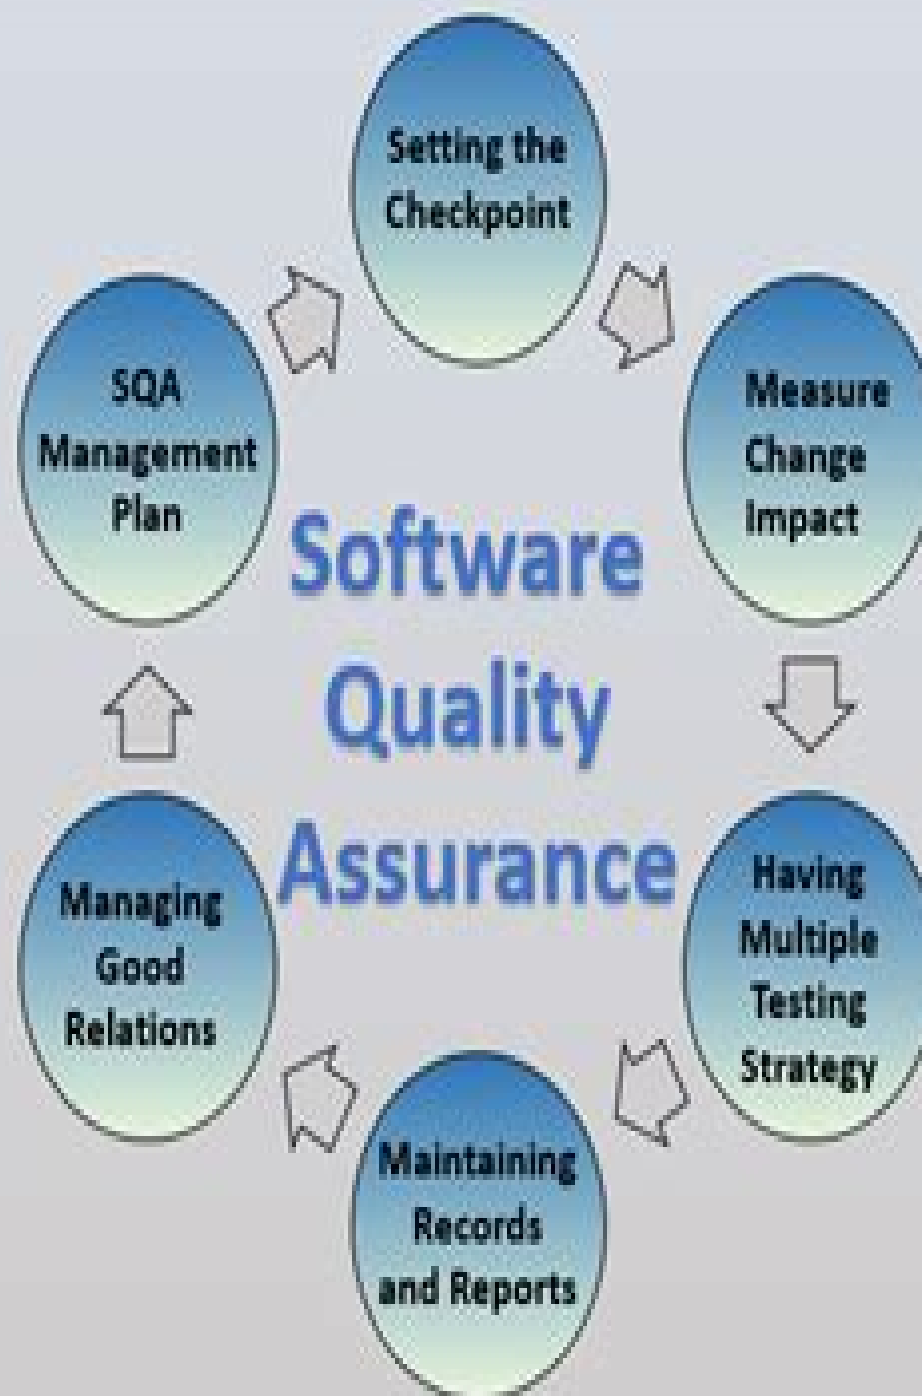 Setting the
Checkpoint
Measure
Change
Impact
Having
Multiple
Testing
Strategy
Maintaining
Records
and Reports
Managing
Good
Relations
SQA
Management
Plan
Software
Quality
Assurance